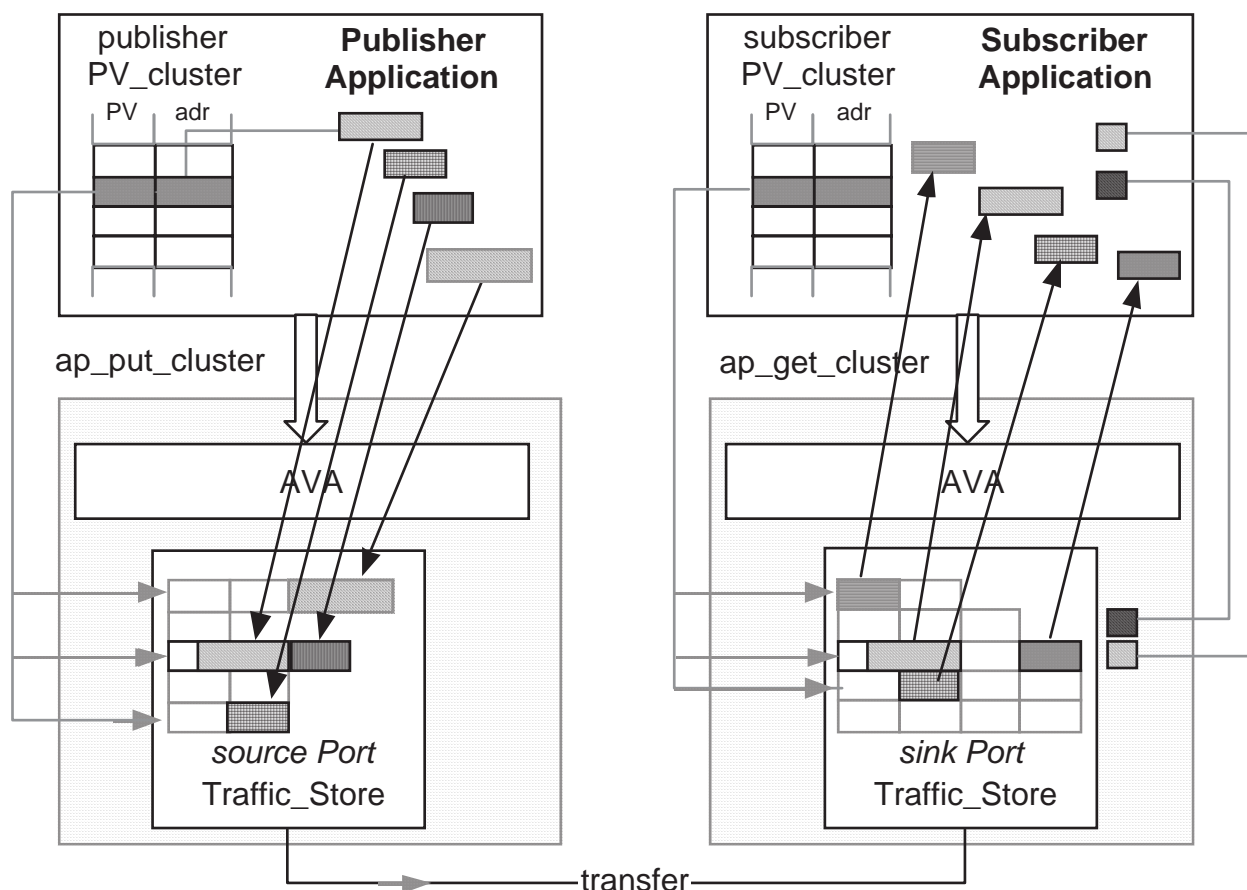 publisher
PV_cluster
PV adr
Publisher
Application
ap_put_cluster
AVA
source Port
Traffic_Store
subscriber
PV_cluster
PV adr
Subscriber
Application
ap_get_cluster
AVA
sink Port
Traffic_Store
transfer